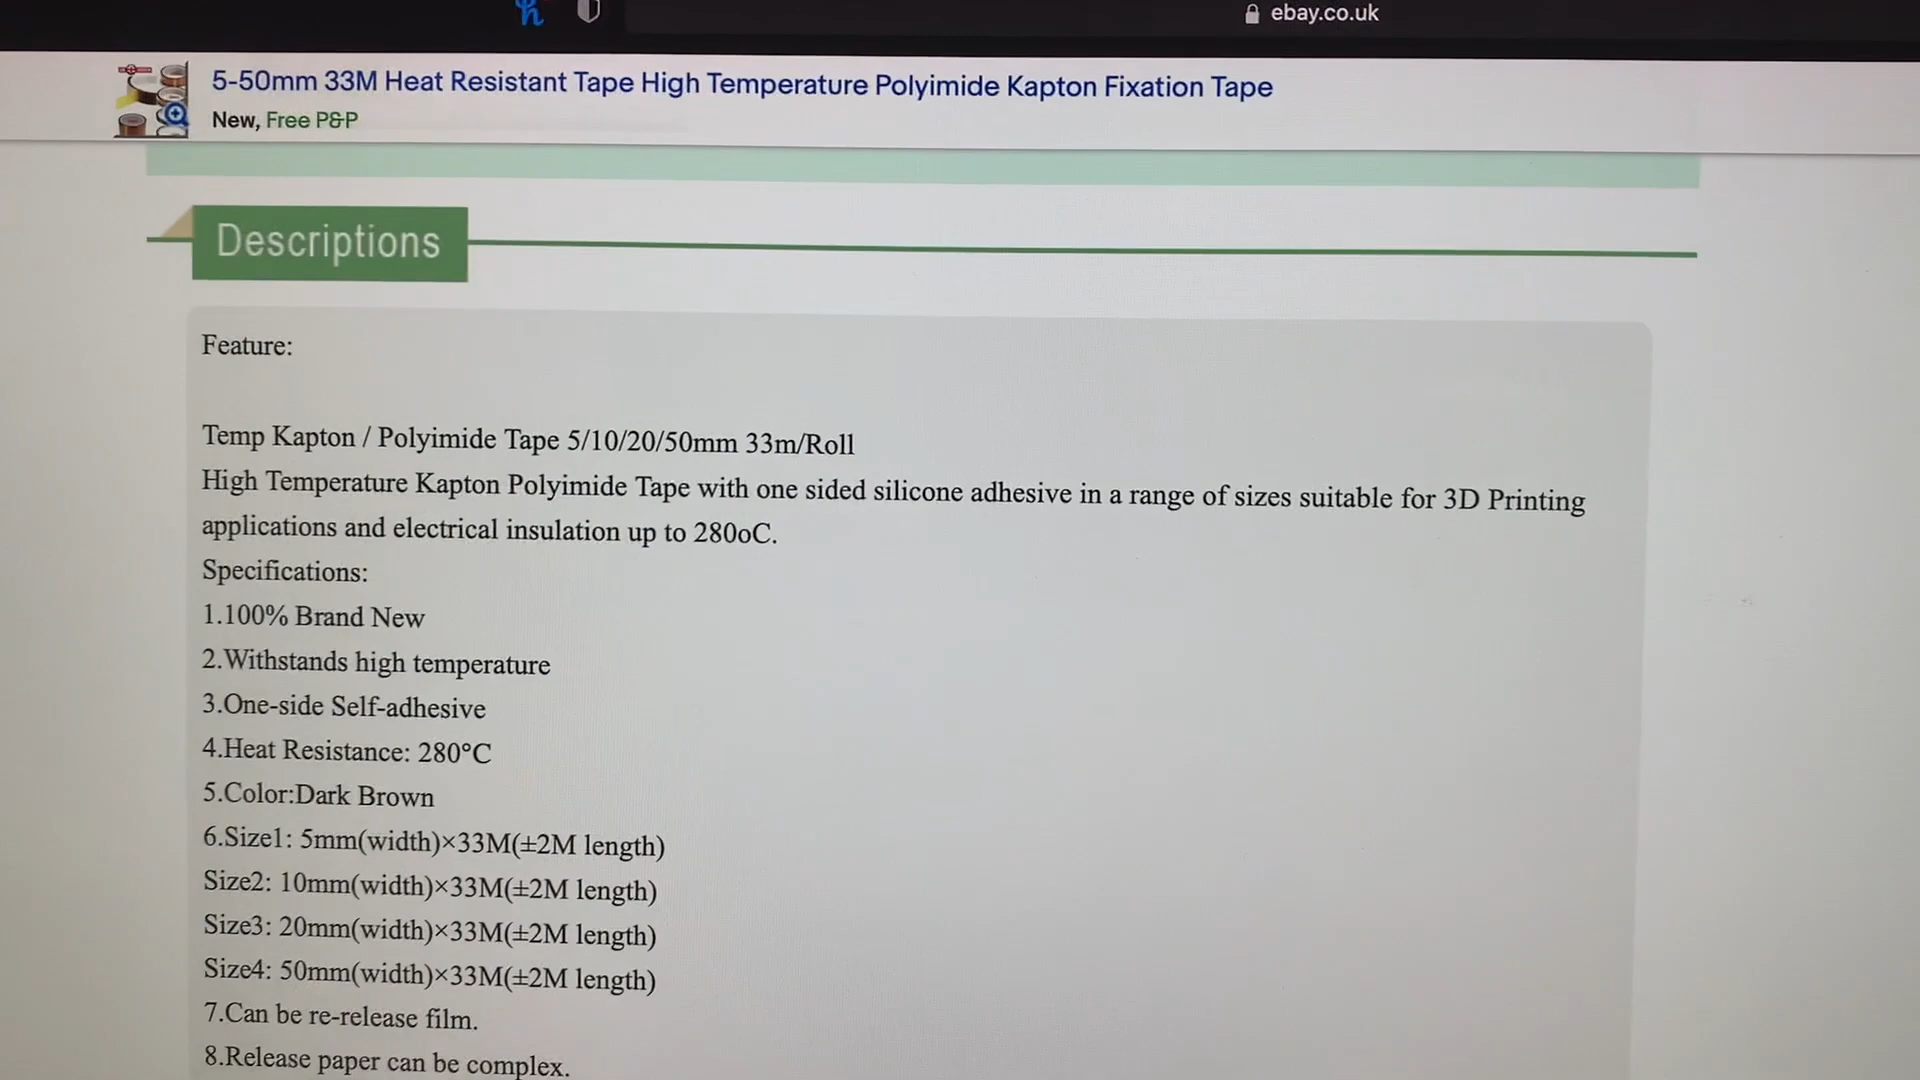 ebay.co.uk
5-50mm 33M Heat Resistant Tape High Temperature Polyimide Kapton Fixation Tape
New, Free P&P
Descriptions
Feature:
Temp Kapton / Polyimide Tape 5/10/20/50mm 33m/Roll
High Temperature Kapton Polyimide Tape with one sided silicone adhesive in a range of sizes suitable for 3D Printing
applications and electrical insulation up to 280oC.
Specifications:
1.100% Brand New
2.Withstands high temperature
3.One-side Self-adhesive
4.Heat Resistance: 280°C
5.Color:Dark Brown
6.Size1: 5mm(width)×33M(±2M length)
Size2: 10mm(width)×33M(±2M length)
Size3: 20mm(width)×33M(±2M length)
Size4: 50mm(width)×33M(±2M length)
7.Can be re-release film.
8.Release paper can be complex.